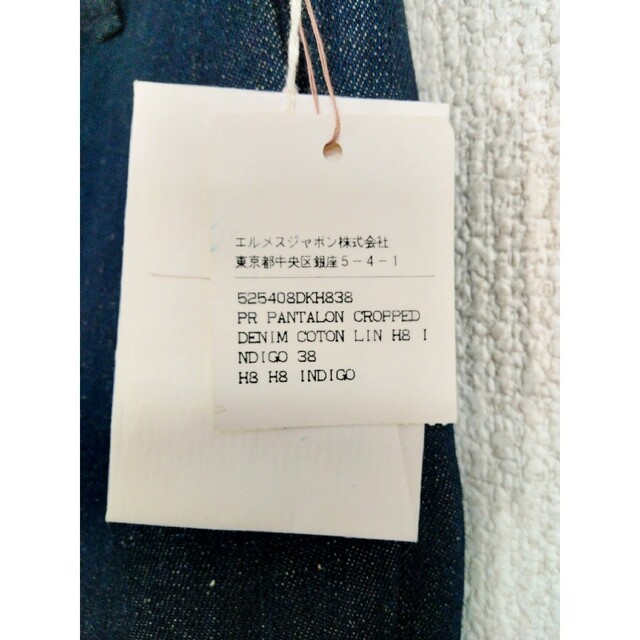 エルメスジャポン株式会社
東京都中央区銀座5-4-1
525408DKH838
PR PANTALON CROPPED
DENIM COTON LIN H8 I
NDIGO 38
H8 H8 INDIGO